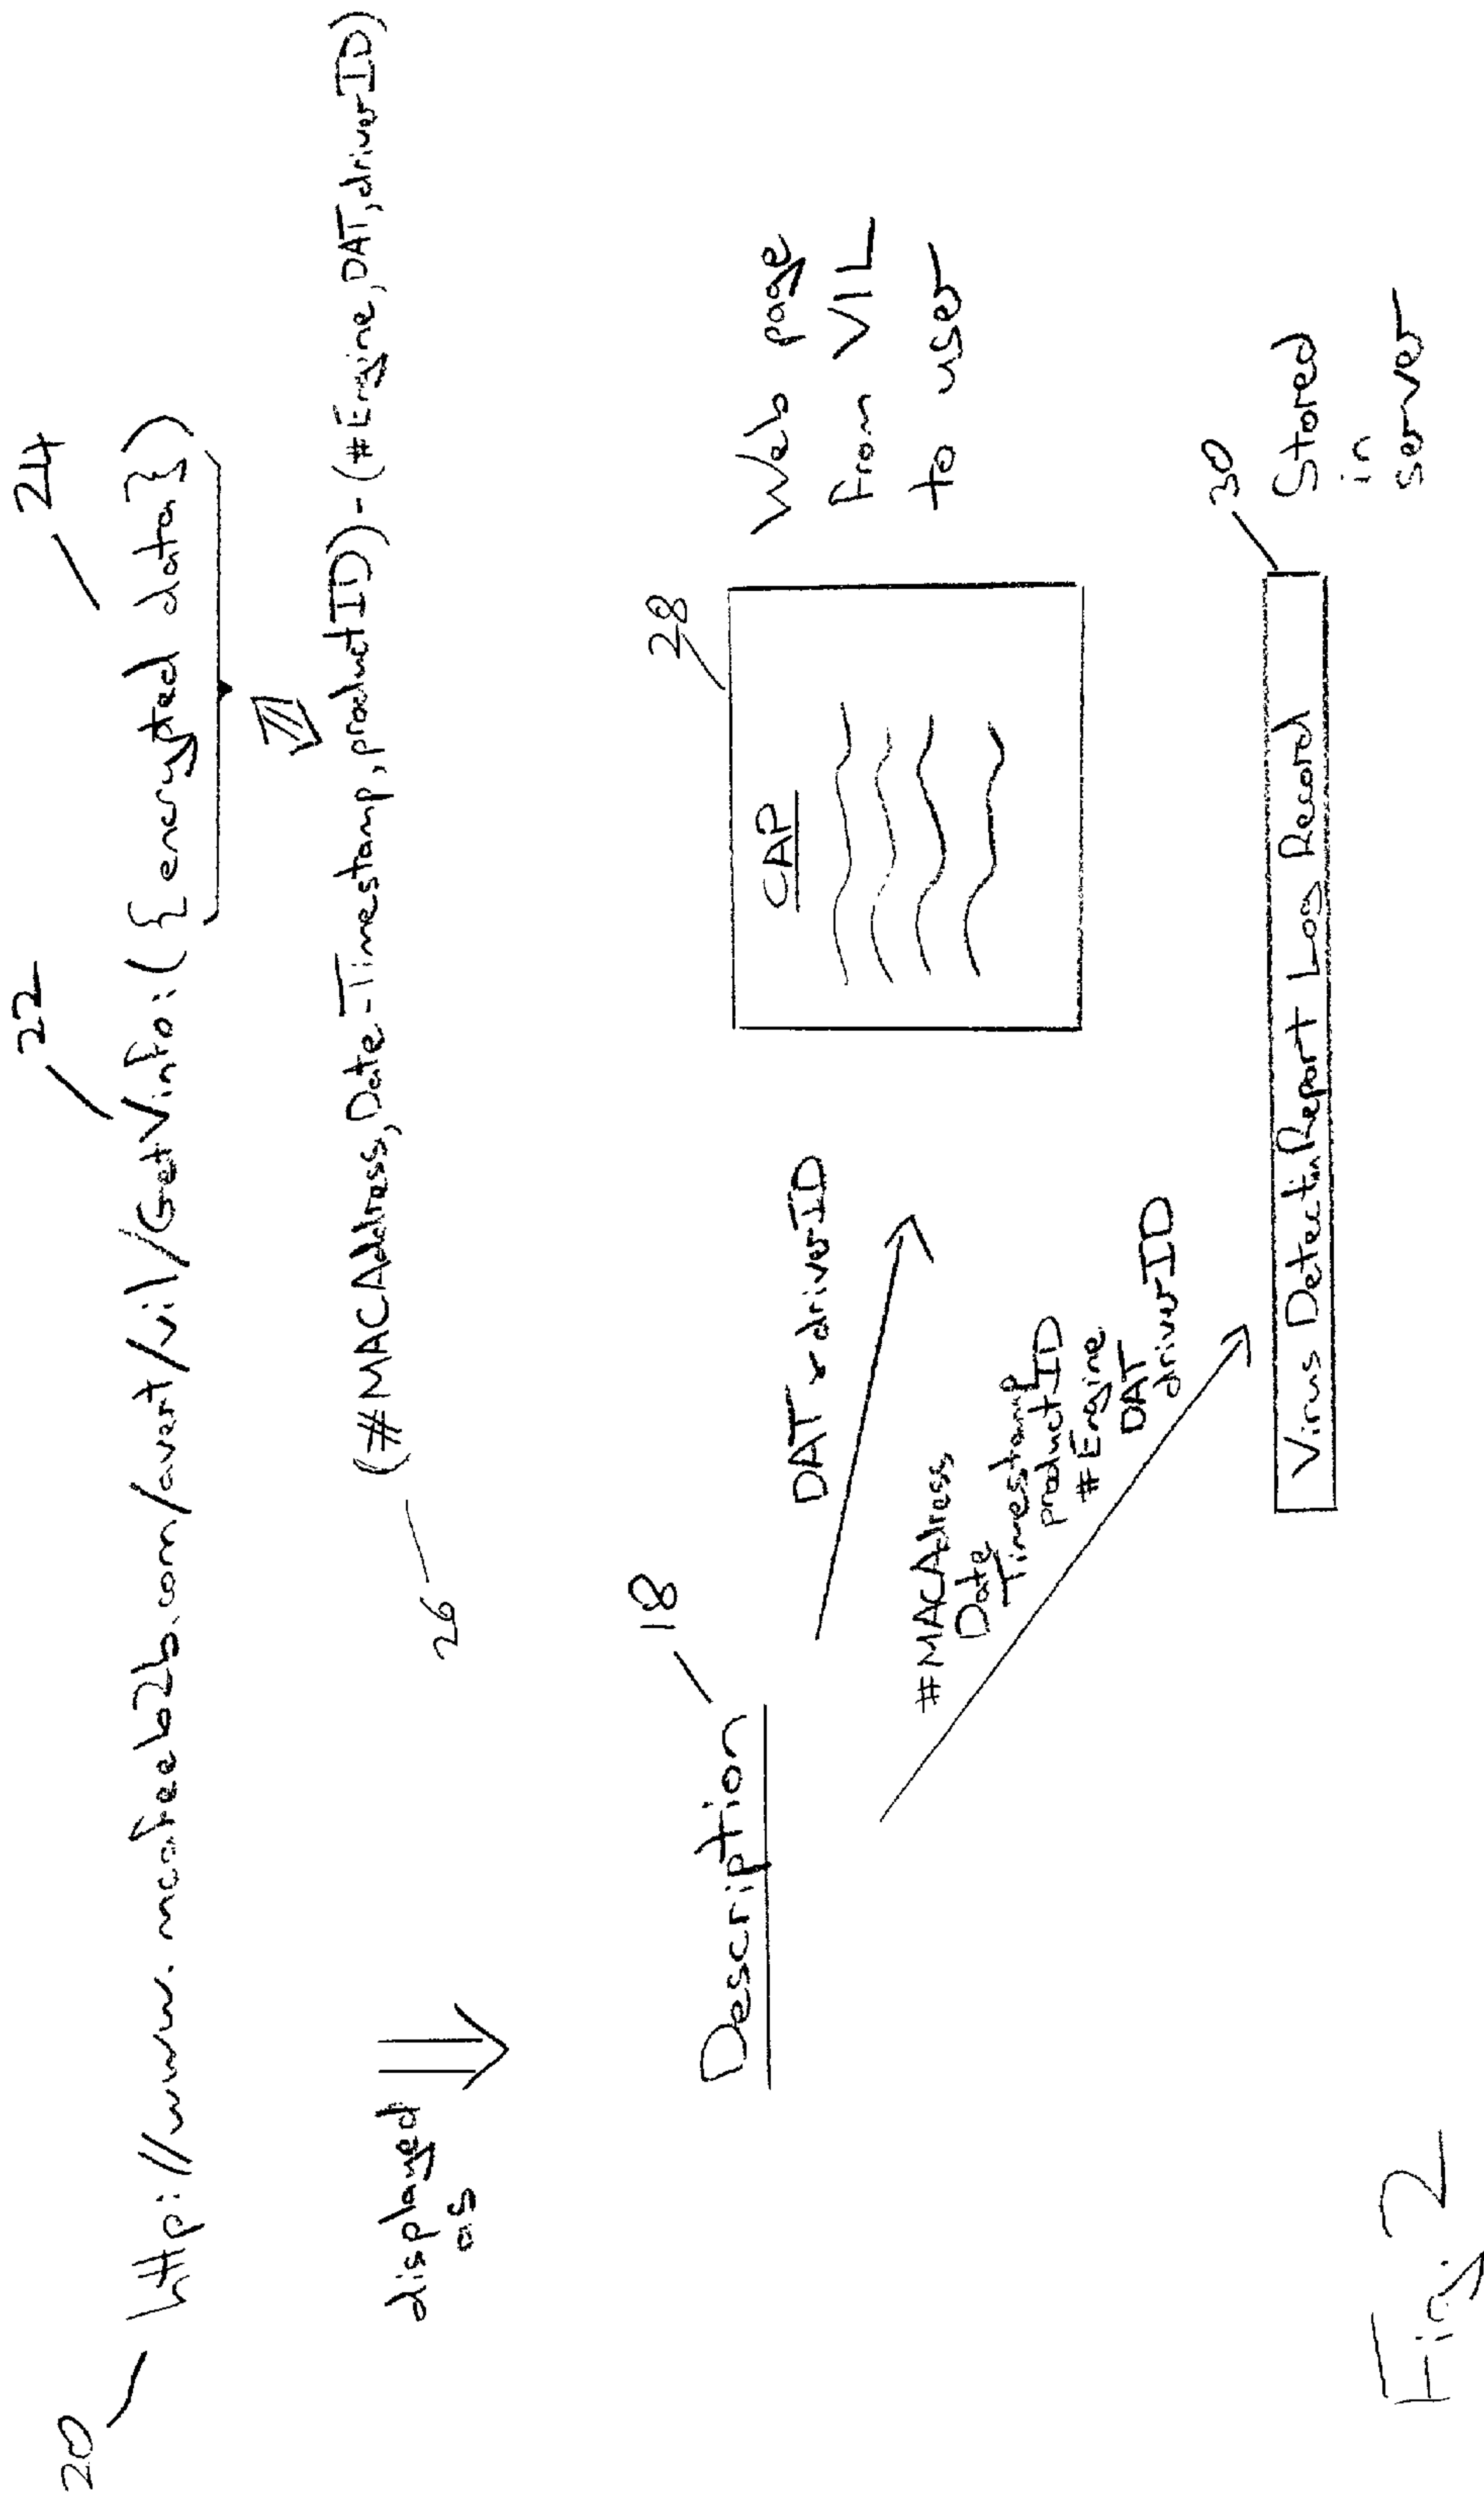 22
24
20
http://www.mcafeeb2b.com/avert/vil/GetVinfo:({encrypted data})
26
(#MACAddress,Date-Timestamp,productID)-(#Engine,DAT,driverID)
displayed
as
18
Description
DAT & driverID
28
CAP
Web page
from VIL
to user
#MACAddress
Date
Timestamp
productID
#Engine
DAT
driverID
30
Virus Detectn Report Log Record
Stored
in
server
Fig. 2